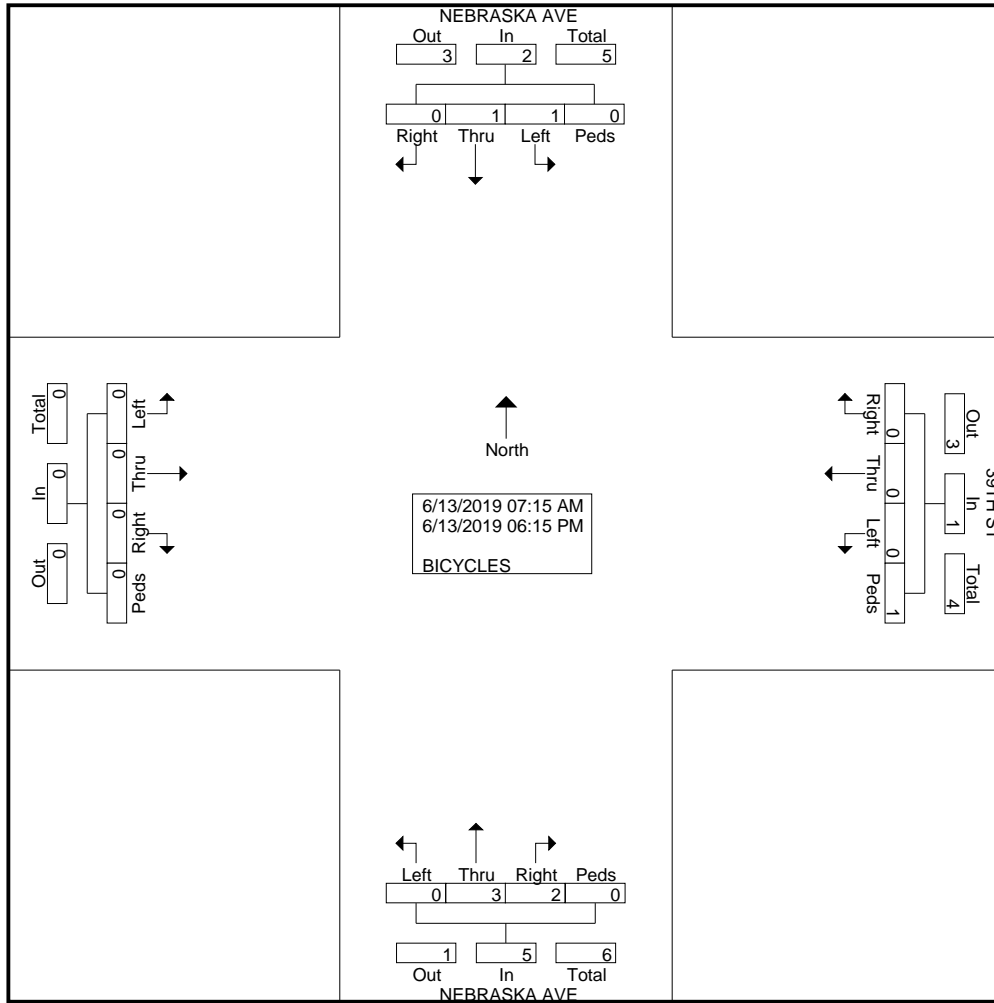 NEBRASKA AVE
Out In Total
3 2 5
0 1 1 0
Right Thru Left Peds
Total In Out
0 0 0
0 0 0 0
Left Thru Right Peds
North
6/13/2019 07:15 AM
6/13/2019 06:15 PM
BICYCLES
Right Thru Left Peds
0 0 0 1
3 1 4
Out In Total
39TH ST
Left Thru Right Peds
0 3 2 0
1 5 6
Out In Total
NEBRASKA AVE